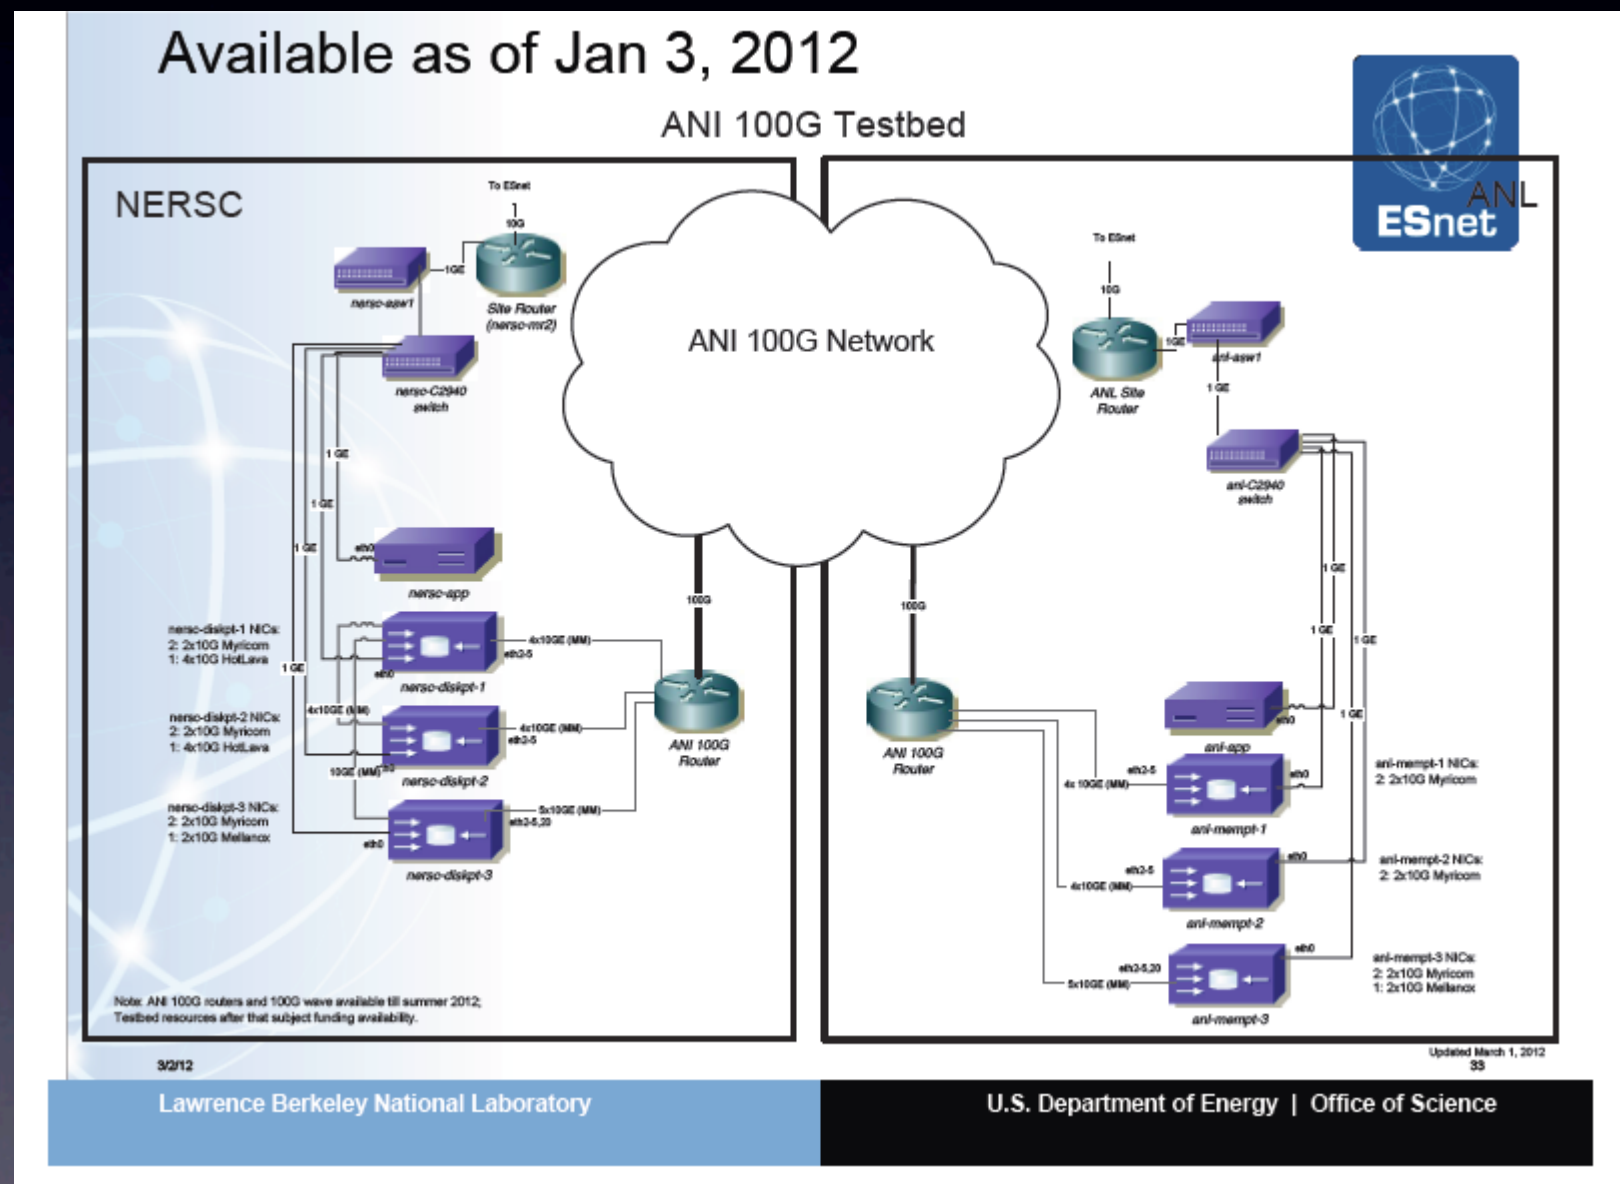 Available as of Jan 3, 2012
ANI 100G Testbed
ESnet
NERSC
To ESnet
10G
1GE
nersc-asw1
Site Router
(nersc-mr2)
nersc-C2940
switch
1 GE
1 GE
1 GE
1 GE
eth0
nersc-app
nersc-diskpt-1 NICs:
2: 2x10G Myricom
1: 4x10G HotLava
4x10GE (MM)
eth2-5
eth0
nersc-diskpt-1
nersc-diskpt-2 NICs:
2: 2x10G Myricom
1: 4x10G HotLava
4x10GE (MM)
4x10GE (MM)
eth2-5
10GE (MM)
eth0
nersc-diskpt-2
nersc-diskpt-3 NICs:
2: 2x10G Myricom
1: 2x10G Mellanox
5x10GE (MM)
eth2-5,20
eth0
nersc-diskpt-3
100G
ANI 100G
Router
Note: ANI 100G routers and 100G wave available till summer 2012;
Testbed resources after that subject funding availability.
ANI 100G Network
ANL
To ESnet
10G
1GE
anl-asw1
ANL Site
Router
1 GE
anl-C2940
switch
1 GE
1 GE
1 GE
1 GE
100G
ANI 100G
Router
eth0
anl-app
4x 10GE (MM)
eth2-5
eth0
anl-mempt-1
anl-mempt-1 NICs:
2: 2x10G Myricom
4x10GE (MM)
eth2-5
eth0
anl-mempt-2
anl-mempt-2 NICs:
2: 2x10G Myricom
5x10GE (MM)
eth2-5,20
eth0
anl-mempt-3
anl-mempt-3 NICs:
2: 2x10G Myricom
1: 2x10G Mellanox
Updated March 1, 2012
3/2/12
33
Lawrence Berkeley National Laboratory
U.S. Department of Energy | Office of Science